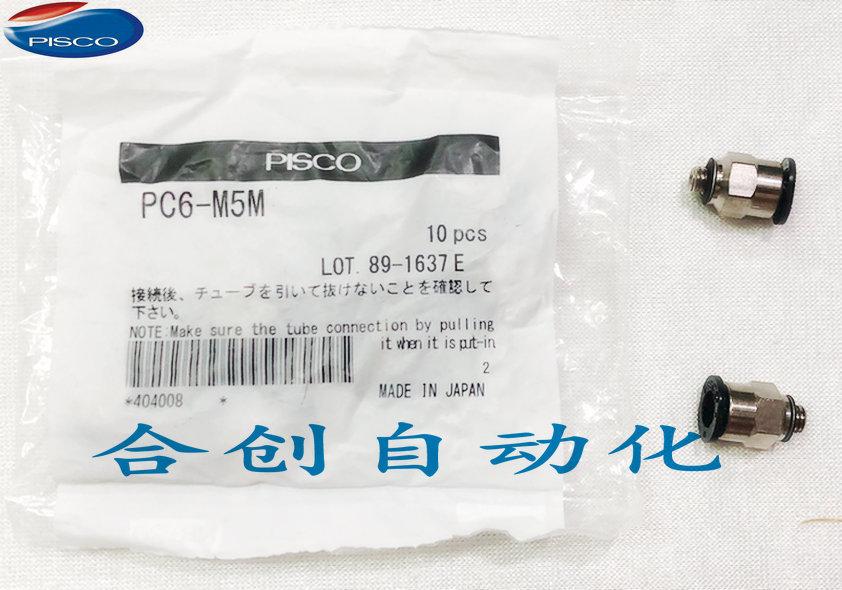 PISCO
PISCO
PC6-M5M
10 pcs
LOT. 89-1637 E
接続後、チューブを引いて抜けないことを確認して
下さい。
NOTE:Make sure the tube connection by pulling
it when it is put-in.
2
*404008 *
MADE IN JAPAN
合创自动化